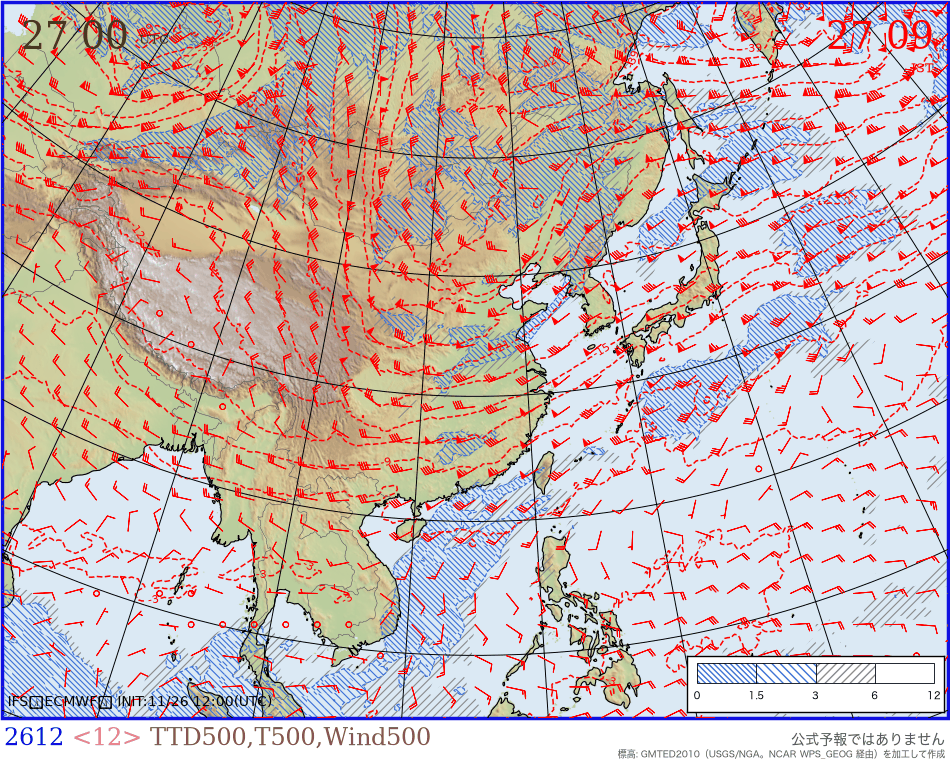 27 00
27 09
(UTC)
JST
IFS ECMWF INIT:11/26 12:00(UTC)
0 1.5 3 6 12
2612 <12> TTD500,T500,Wind500
公式予報ではありません
標高: GMTED2010（USGS/NGA。NCAR WPS_GEOG 経由）を加工して作成